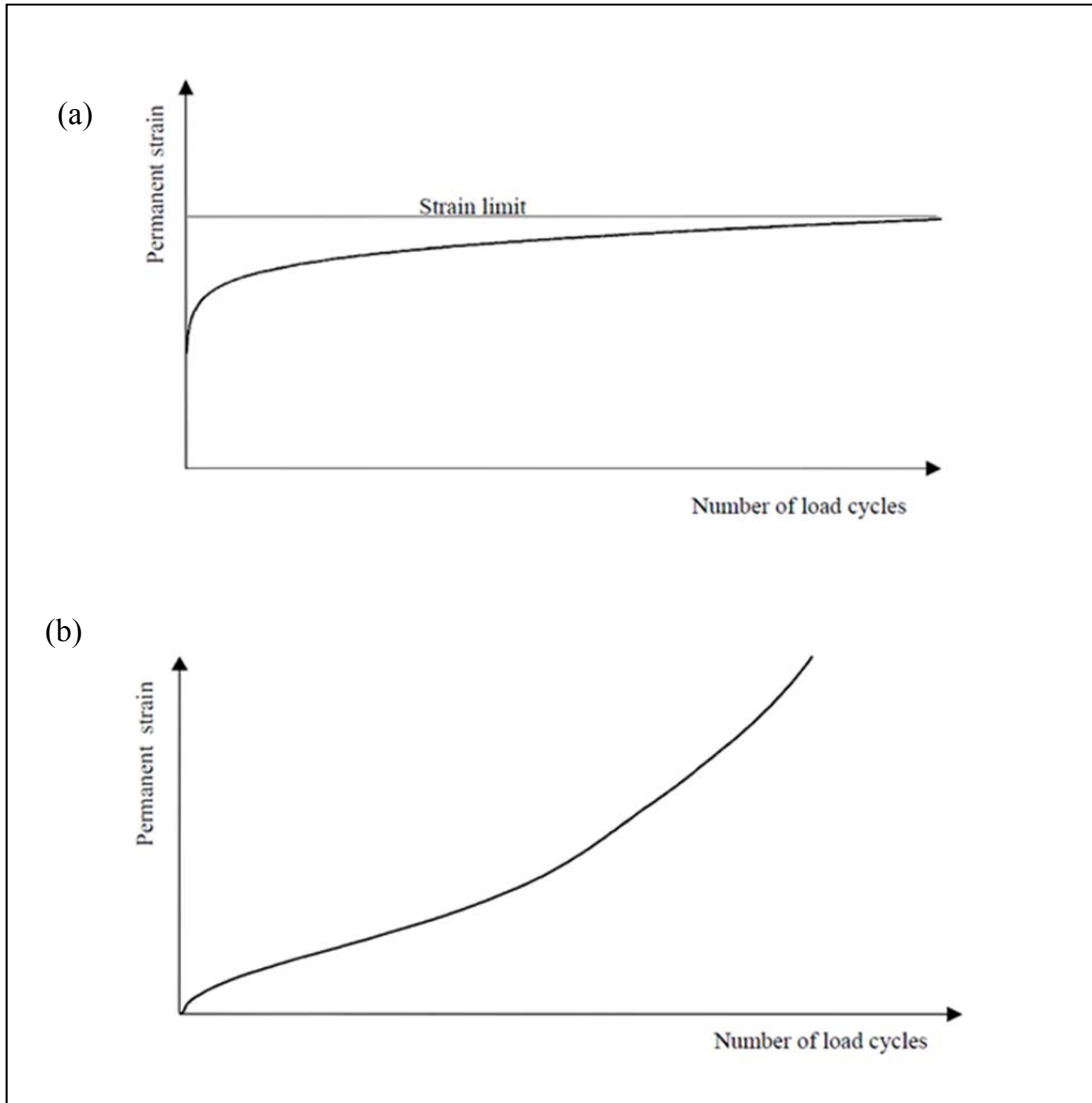 (a)
Permanent strain
Strain limit
Number of load cycles
(b)
Permanent strain
Number of load cycles